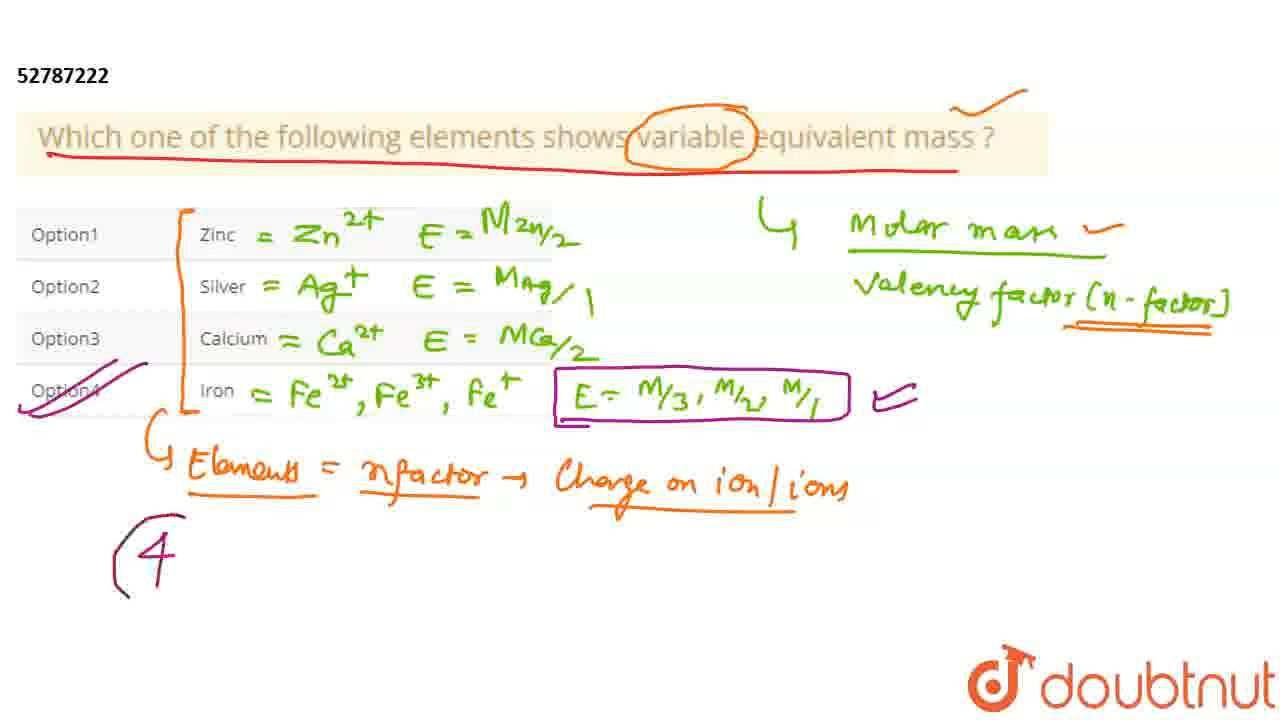 52787222
Which one of the following elements shows variable equivalent mass ?
Option1 Zinc = Zn2+ E = MZn/2
Option2 Silver = Ag+ E = MAg/1
Option3 Calcium = Ca2+ E = MCa/2
Option4 Iron = Fe2+, Fe3+, Fe+ E = M/3, M/2, M/1
Molar mass
Valency factor [n-factor]
Elements = n factor → Charge on ion/ions
(4
doubtnut